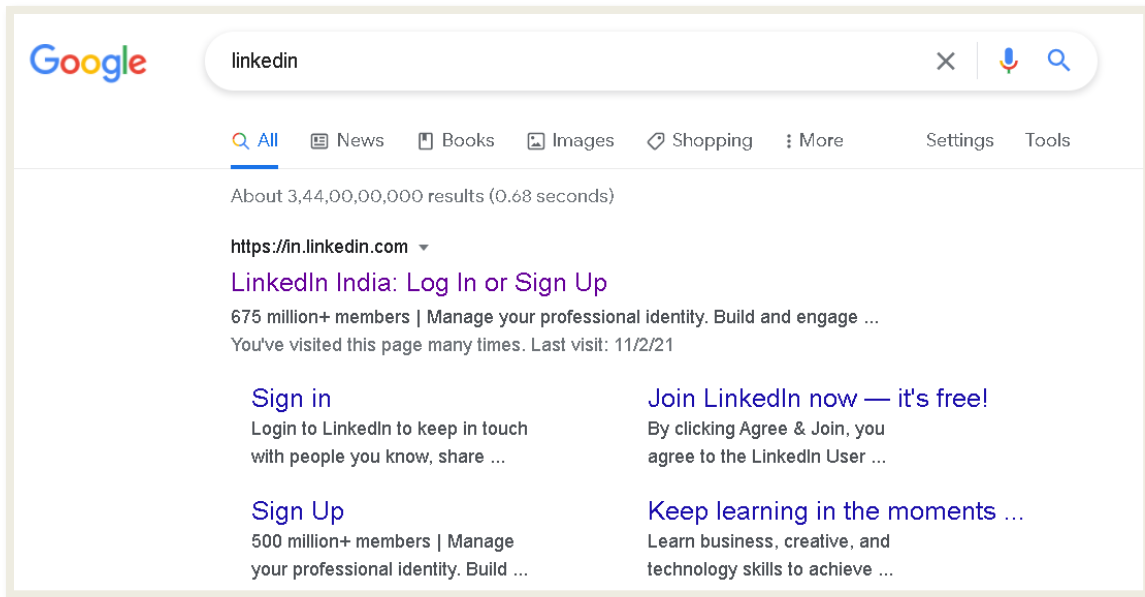 Google
linkedin
All News Books Images Shopping More Settings Tools
About 3,44,00,00,000 results (0.68 seconds)
https://in.linkedin.com
LinkedIn India: Log In or Sign Up
675 million+ members | Manage your professional identity. Build and engage ...
You've visited this page many times. Last visit: 11/2/21
Sign in
Login to LinkedIn to keep in touch
with people you know, share ...
Join LinkedIn now — it's free!
By clicking Agree & Join, you
agree to the LinkedIn User ...
Sign Up
500 million+ members | Manage
your professional identity. Build ...
Keep learning in the moments ...
Learn business, creative, and
technology skills to achieve ...